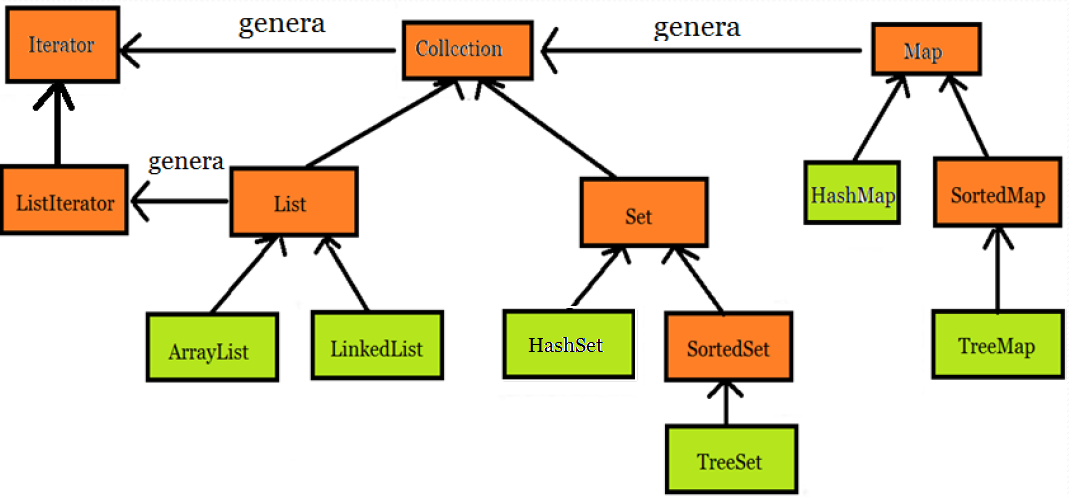 genera
genera
Iterator
Collection
Map
genera
ListIterator
List
Set
HashMap
SortedMap
ArrayList
LinkedList
HashSet
SortedSet
TreeMap
TreeSet